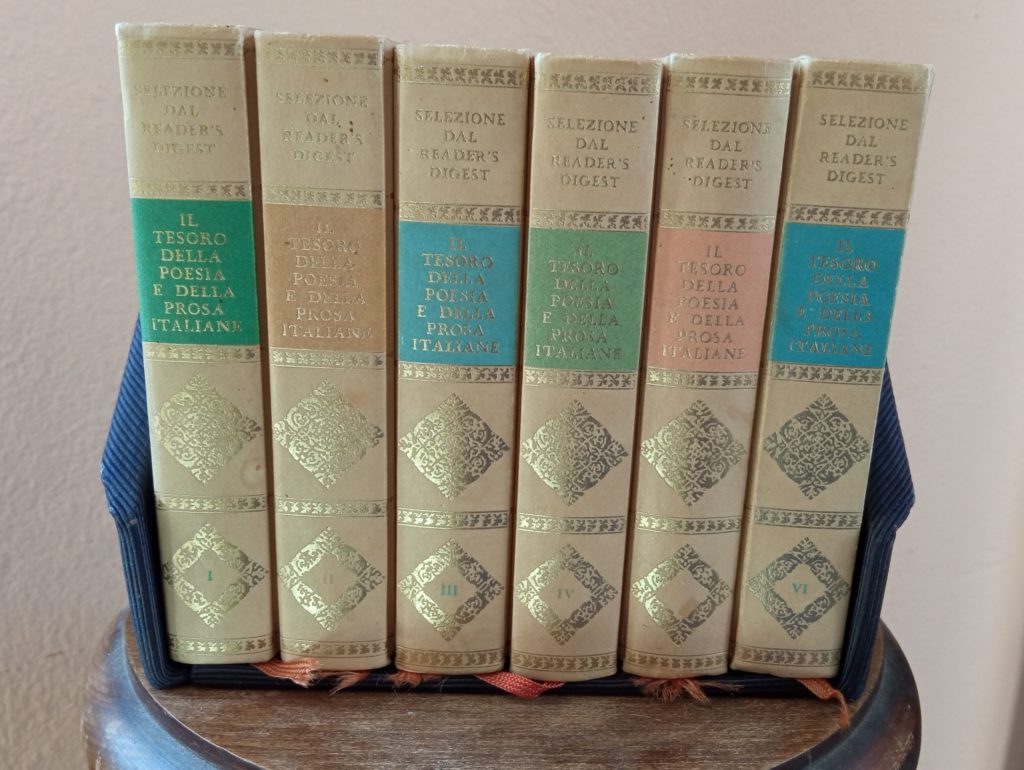 SELEZIONE
DAL
READER'S
DIGEST
IL
TESORO
DELLA
POESIA
E DELLA
PROSA
ITALIANE
I
SELEZIONE
DAL
READER'S
DIGEST
IL
TESORO
DELLA
POESIA
E DELLA
PROSA
ITALIANE
II
SELEZIONE
DAL
READER'S
DIGEST
IL
TESORO
DELLA
POESIA
E DELLA
PROSA
ITALIANE
III
SELEZIONE
DAL
READER'S
DIGEST
IL
TESORO
DELLA
POESIA
E DELLA
PROSA
ITALIANE
IV
SELEZIONE
DAL
READER'S
DIGEST
IL
TESORO
DELLA
POESIA
E DELLA
PROSA
ITALIANE
SELEZIONE
DAL
READER'S
DIGEST
IL
TESORO
DELLA
POESIA
E DELLA
PROSA
ITALIANE
VI